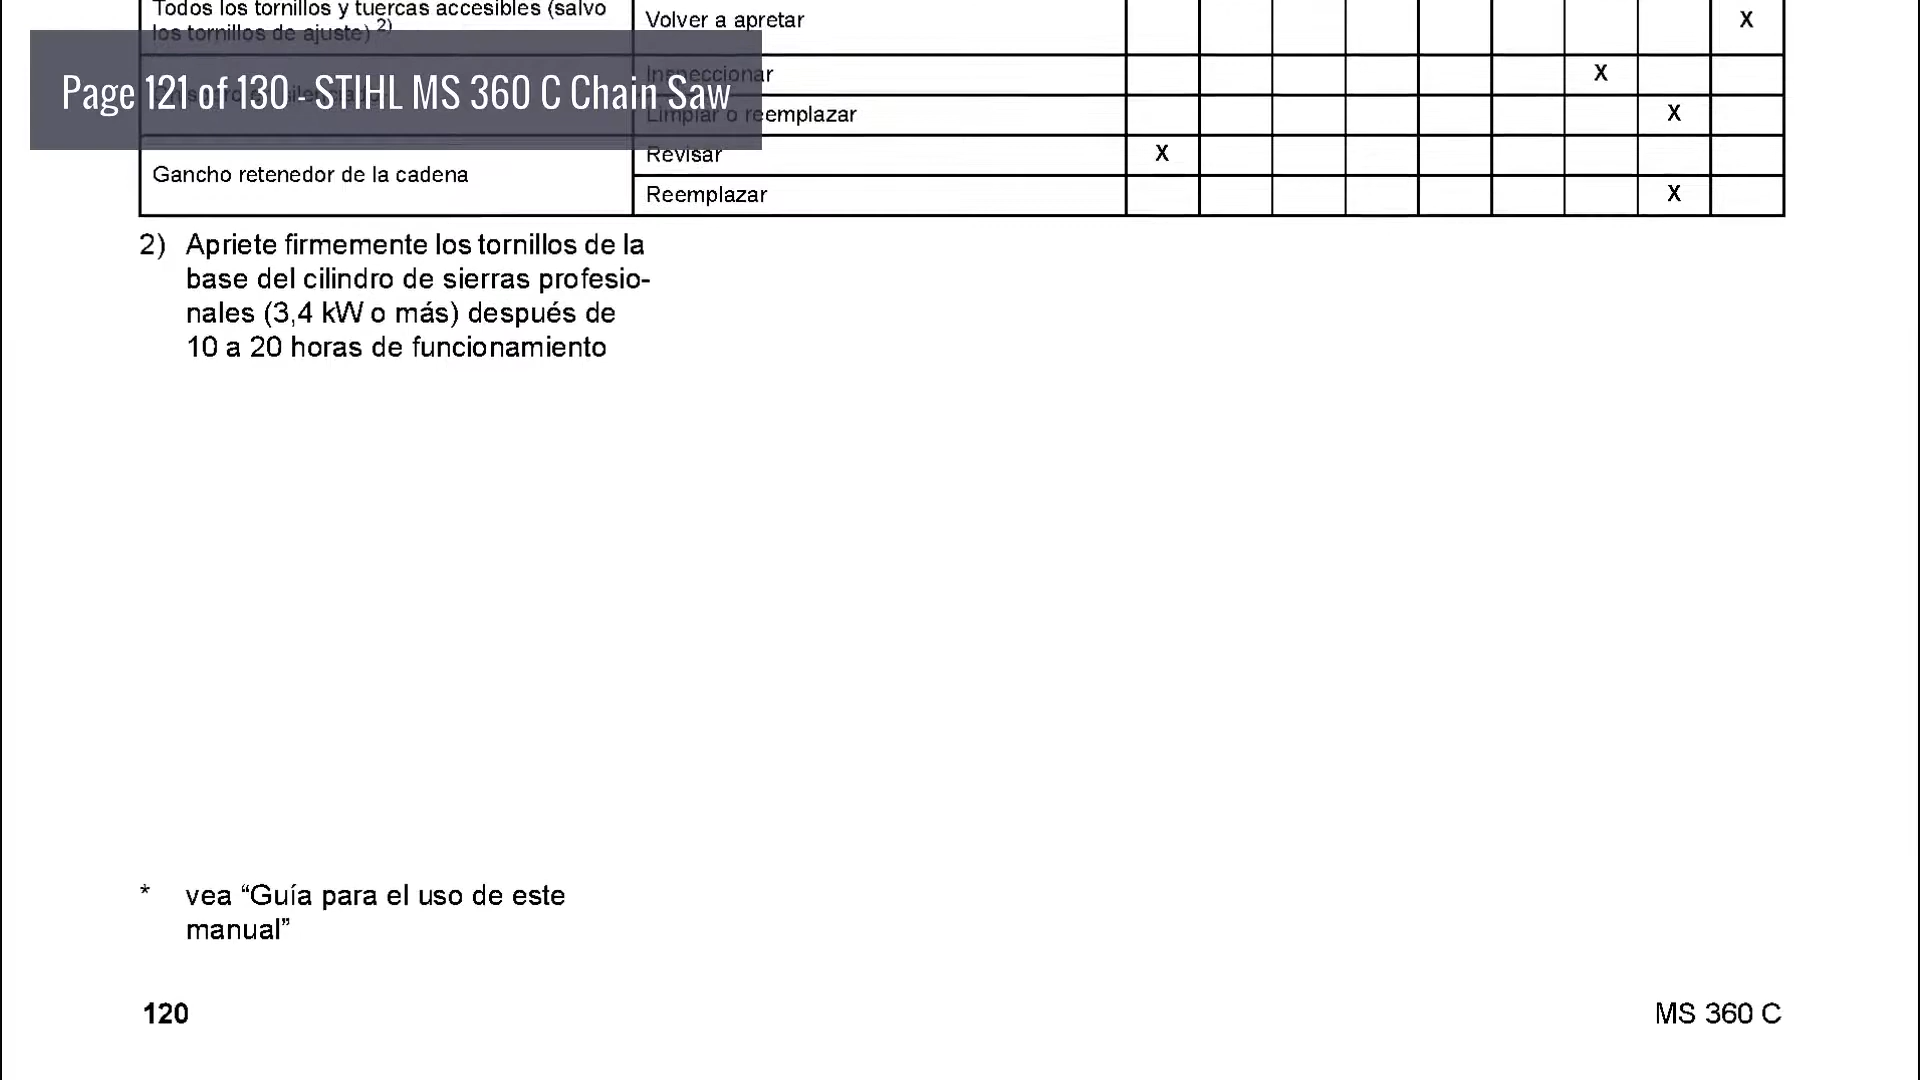 Todos los tornillos y tuercas accesibles (salvo
los tornillos de ajuste) 2)
Volver a apretar
X
Page 121 of 130 - STIHL MS 360 C Chain Saw
Inspeccionar
X
Limpiar o reemplazar
X
Gancho retenedor de la cadena
Revisar
X
Reemplazar
X
2) Apriete firmemente los tornillos de la
base del cilindro de sierras profesio-
nales (3,4 kW o más) después de
10 a 20 horas de funcionamiento
* vea “Guía para el uso de este
manual”
120
MS 360 C